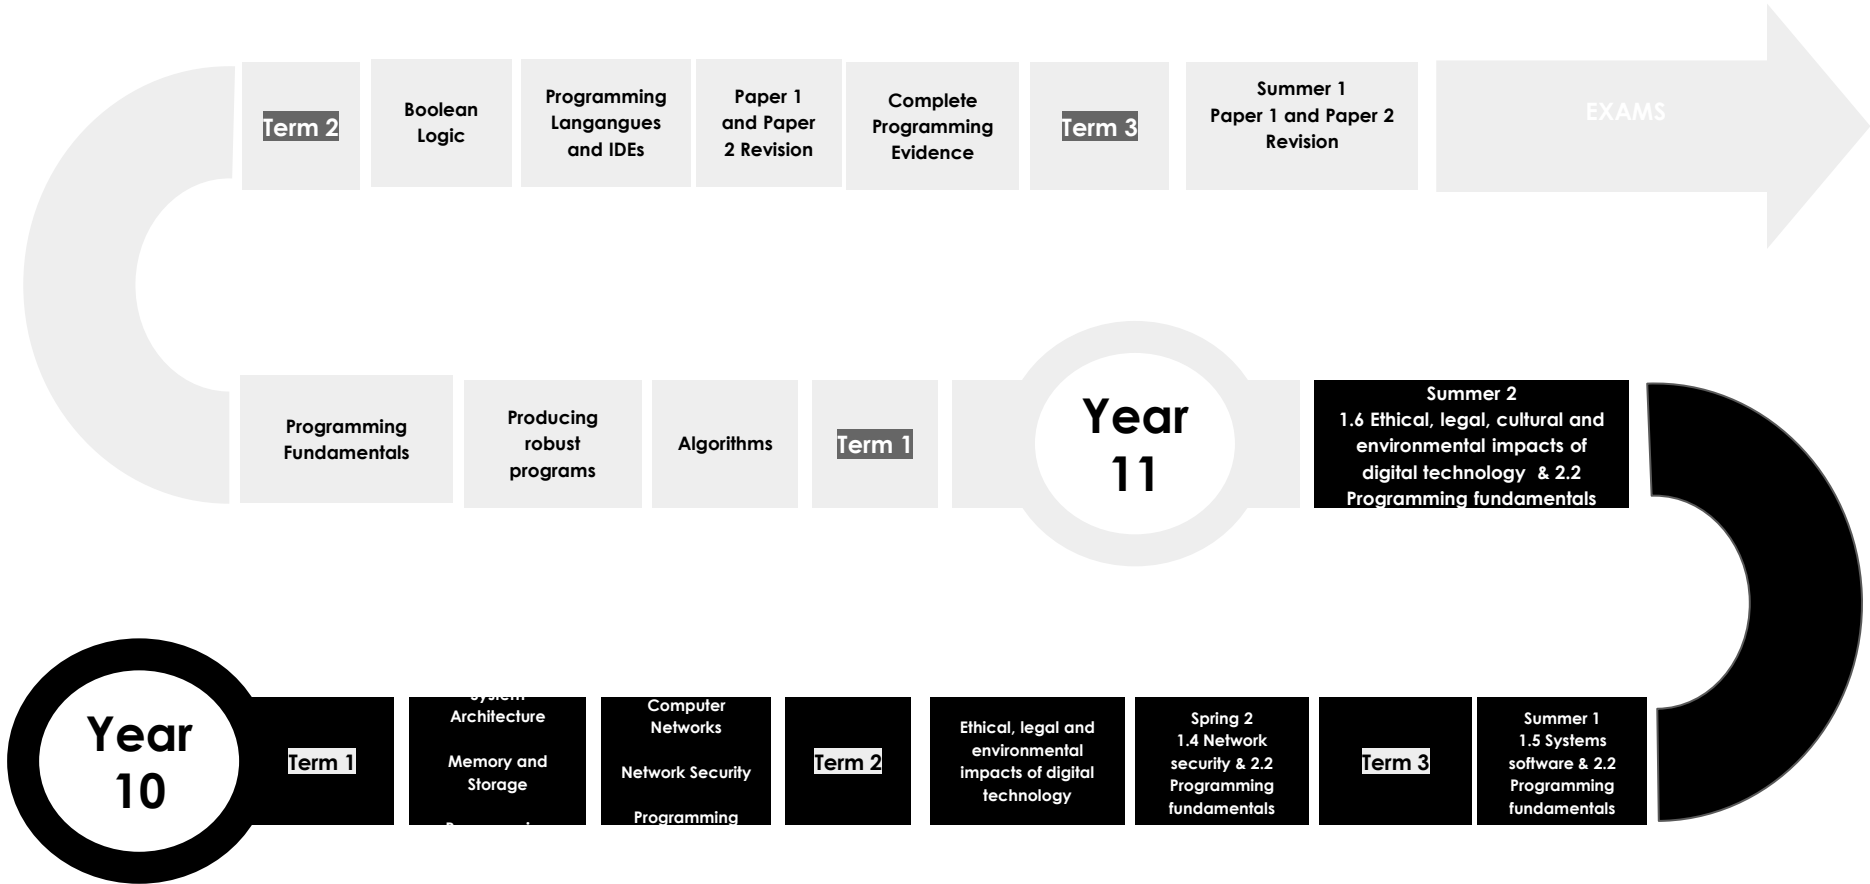 Term 2
Boolean
Logic
Programming
Langangues
and IDEs
Paper 1
and Paper
2 Revision
Complete
Programming
Evidence
Term 3
Summer 1
Paper 1 and Paper 2
Revision
EXAMS
Programming
Fundamentals
Producing
robust
programs
Algorithms
Term 1
Year
11
Summer 2
1.6 Ethical, legal, cultural and
environmental impacts of
digital technology & 2.2
Programming fundamentals
Year
10
Term 1
System
Architecture
Memory and
Storage
Computer
Networks
Network Security
Programming
Term 2
Ethical, legal and
environmental
impacts of digital
technology
Spring 2
1.4 Network
security & 2.2
Programming
fundamentals
Term 3
Summer 1
1.5 Systems
software & 2.2
Programming
fundamentals